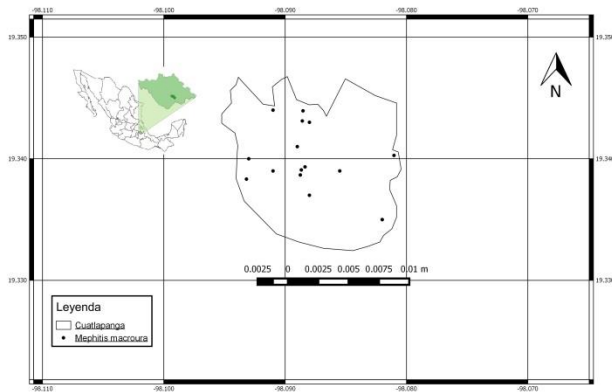 -98.110 -98.100 -98.090 -98.080 -98.070
19.350 19.350
N
19.340 19.340
0.0025 0 0.0025 0.005 0.0075 0.01 m
19.330 19.330
Leyenda
Cuatlapanga
Mephitis macroura
-98.110 -98.100 -98.090 -98.080 -98.070